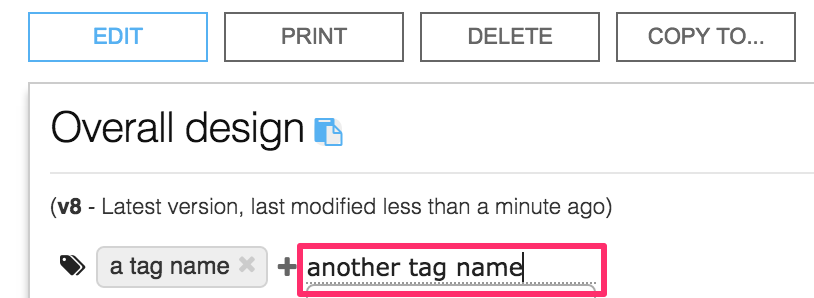 EDIT PRINT DELETE COPY TO...
Overall design
(v8 - Latest version, last modified less than a minute ago)
a tag name × + another tag name